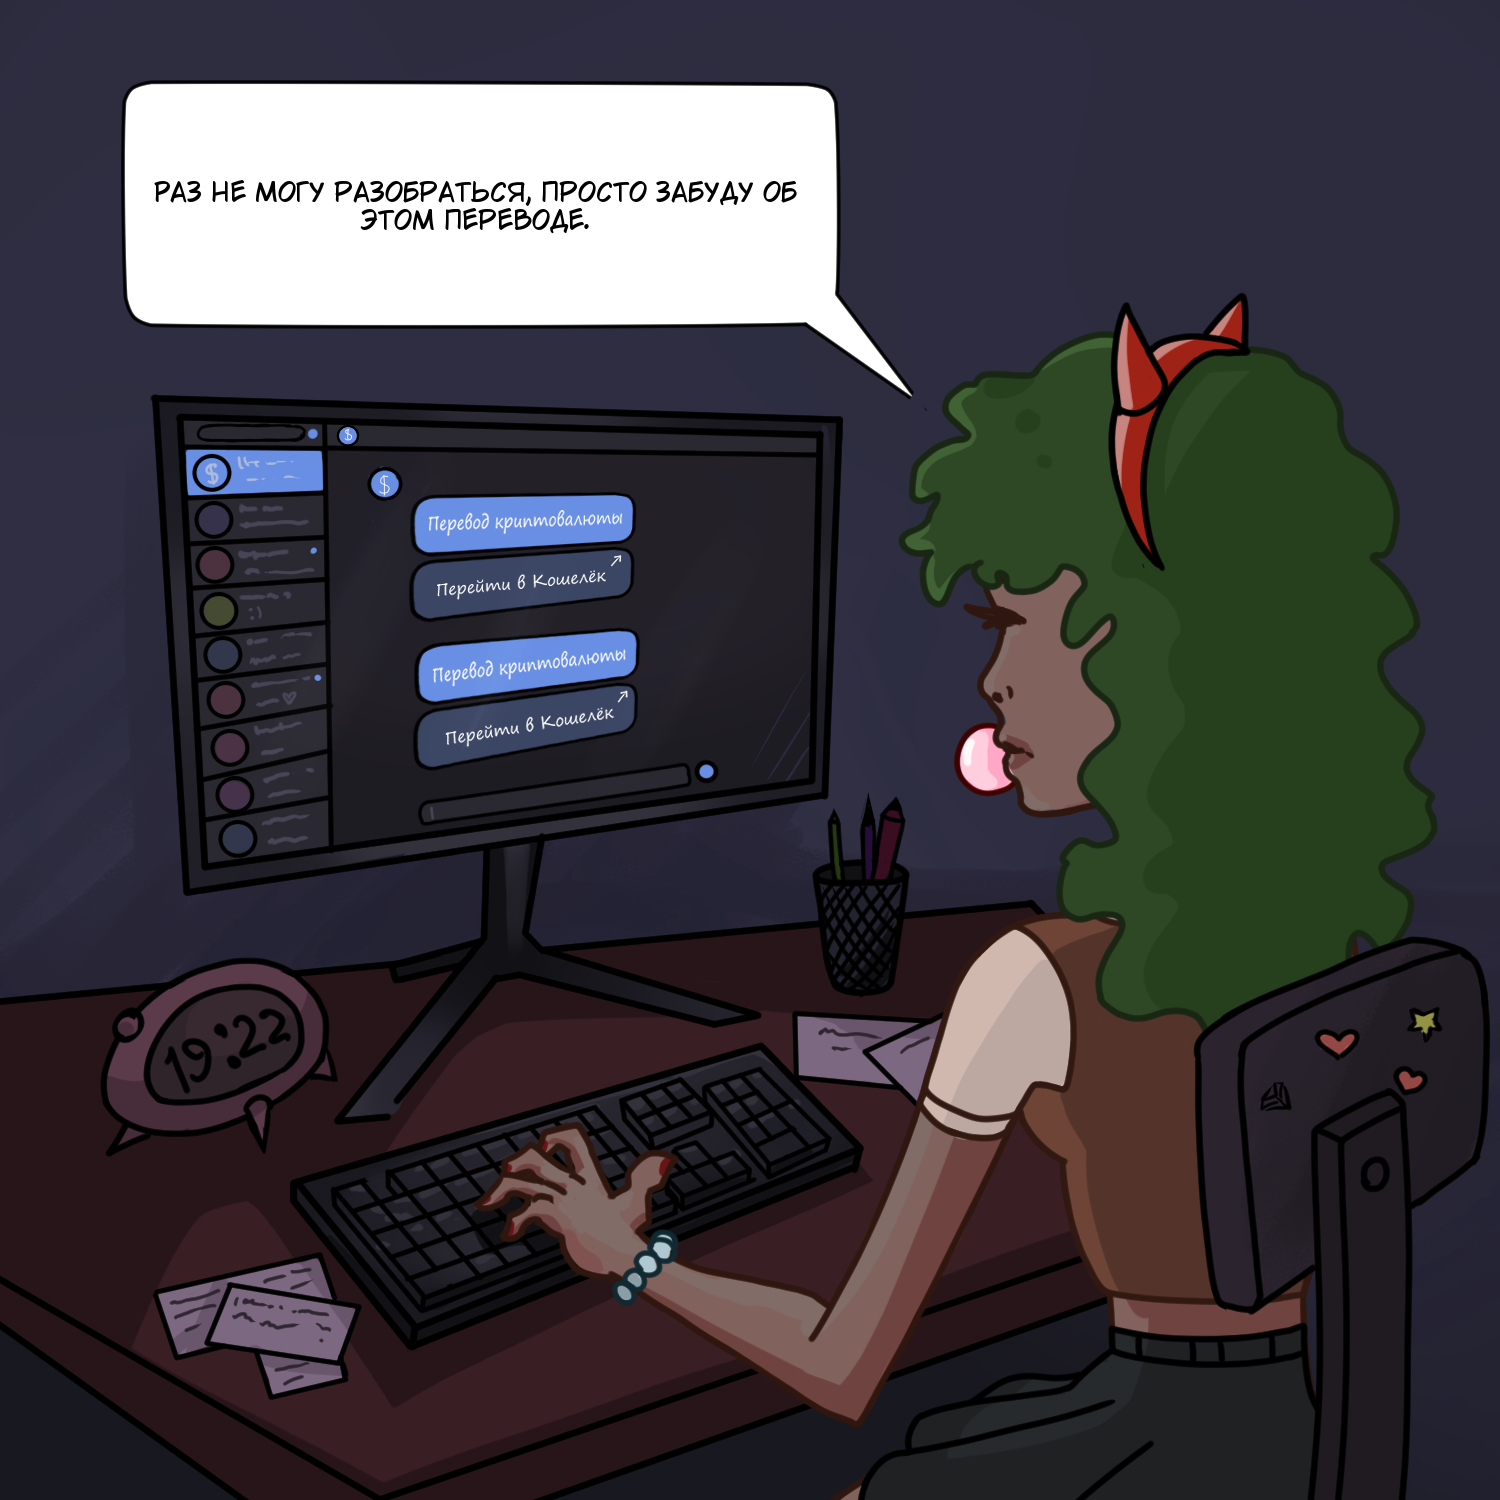 РАЗ НЕ МОГУ РАЗОБРАТЬСЯ, ПРОСТО ЗАБУДУ ОБ
ЭТОМ ПЕРЕВОДЕ.
$
$
$
Перевод криптовалюты
Перейти в Кошелёк
:)
Перевод криптовалюты
Перейти в Кошелёк
19:22